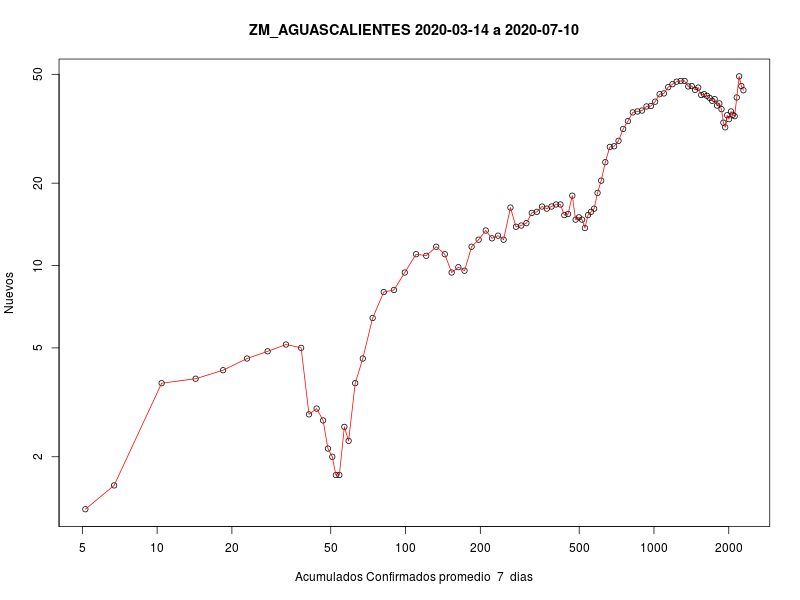 ZM_AGUASCALIENTES 2020-03-14 a 2020-07-10
50
20
10
5
2
Nuevos
5 10 20 50 100 200 500 1000 2000
Acumulados Confirmados promedio 7 dias